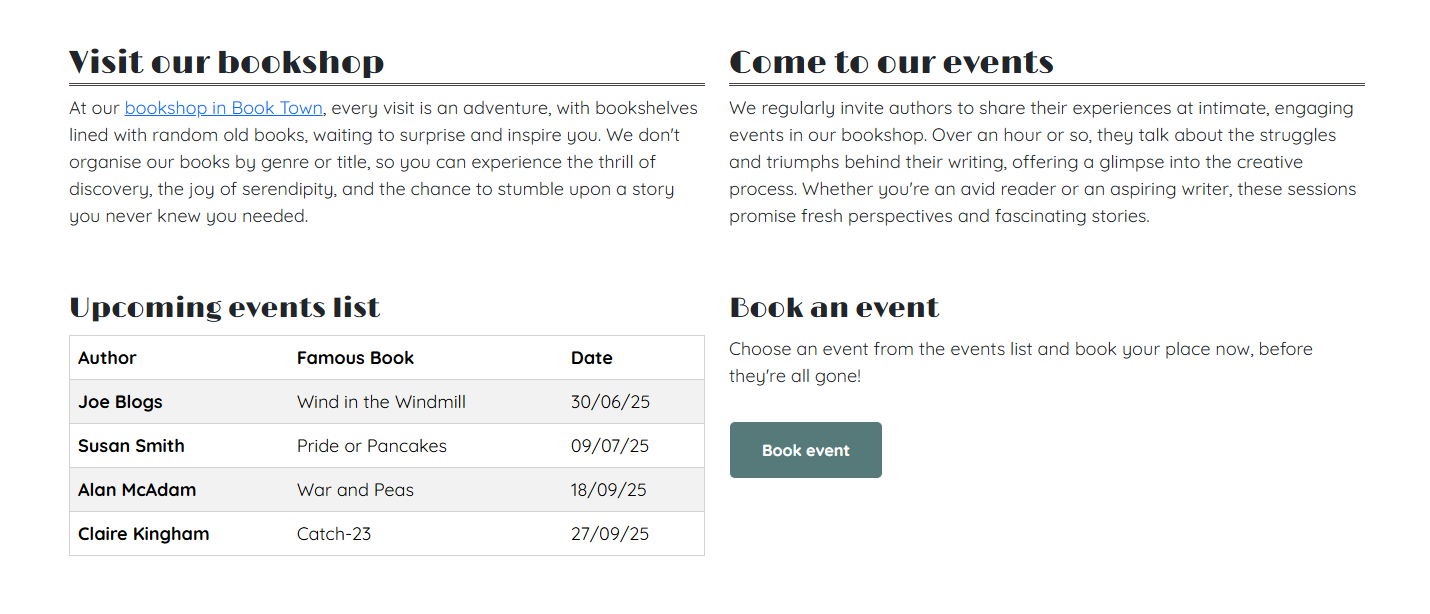 Visit our bookshop
At our bookshop in Book Town, every visit is an adventure, with bookshelves
lined with random old books, waiting to surprise and inspire you. We don't
organise our books by genre or title, so you can experience the thrill of
discovery, the joy of serendipity, and the chance to stumble upon a story
you never knew you needed.
Come to our events
We regularly invite authors to share their experiences at intimate, engaging
events in our bookshop. Over an hour or so, they talk about the struggles
and triumphs behind their writing, offering a glimpse into the creative
process. Whether you're an avid reader or an aspiring writer, these sessions
promise fresh perspectives and fascinating stories.
Upcoming events list
Author Famous Book Date
Joe Blogs Wind in the Windmill 30/06/25
Susan Smith Pride or Pancakes 09/07/25
Alan McAdam War and Peas 18/09/25
Claire Kingham Catch-23 27/09/25
Book an event
Choose an event from the events list and book your place now, before
they're all gone!
Book event